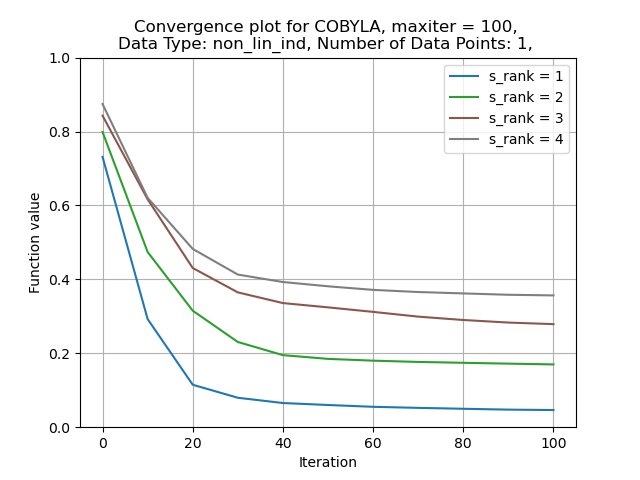 Convergence plot for COBYLA, maxiter = 100,
Data Type: non_lin_ind, Number of Data Points: 1,
s_rank = 1
s_rank = 2
s_rank = 3
s_rank = 4
Function value
1.0
0.8
0.6
0.4
0.2
0.0
0 20 40 60 80 100
Iteration